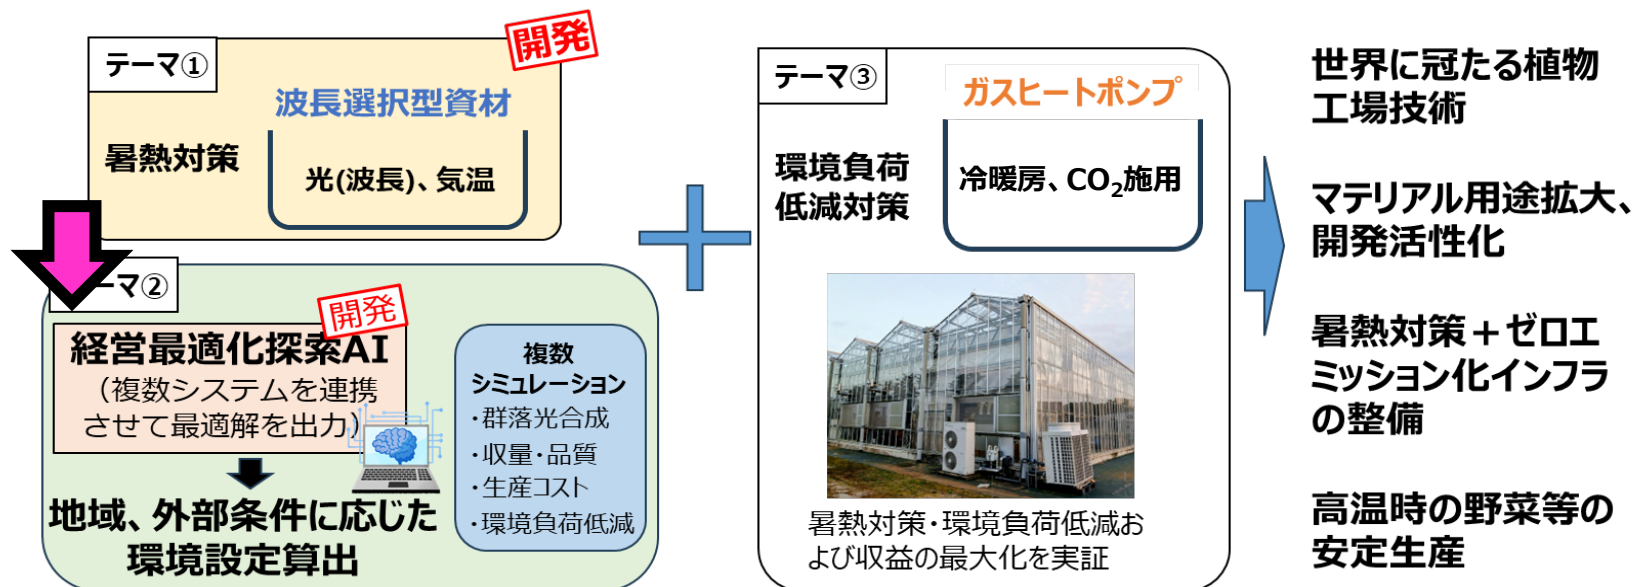 テーマ①
開発
波長選択型資材
暑熱対策
光(波長)、気温
ーマ②
開発
経営最適化探索AI
（複数システムを連携
させて最適解を出力）
地域、外部条件に応じた
環境設定算出
複数
シミュレーション
・群落光合成
・収量・品質
・生産コスト
・環境負荷低減
テーマ③
ガスヒートポンプ
環境負荷
低減対策
冷暖房、CO₂施用
暑熱対策・環境負荷低減お
よび収益の最大化を実証
世界に冠たる植物
工場技術
マテリアル用途拡大、
開発活性化
暑熱対策＋ゼロエ
ミッション化インフラ
の整備
高温時の野菜等の
安定生産